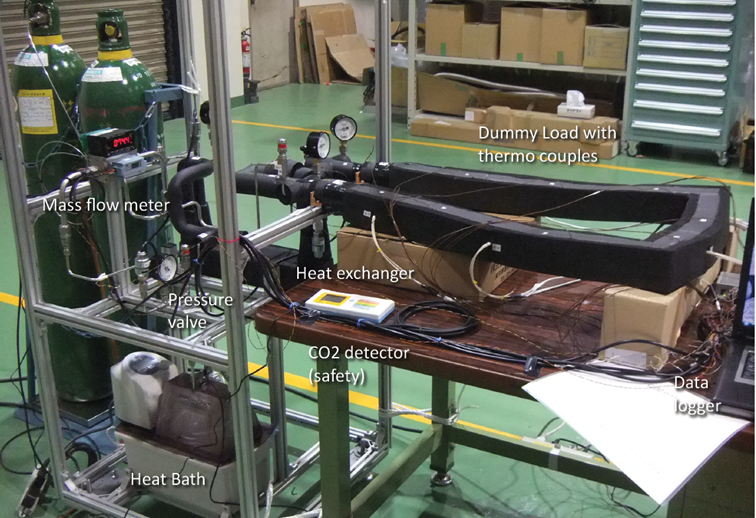 Dummy Load with
thermo couples
Mass flow meter
Heat exchanger
Pressure
valve
CO2 detector
(safety)
Data
logger
Heat Bath